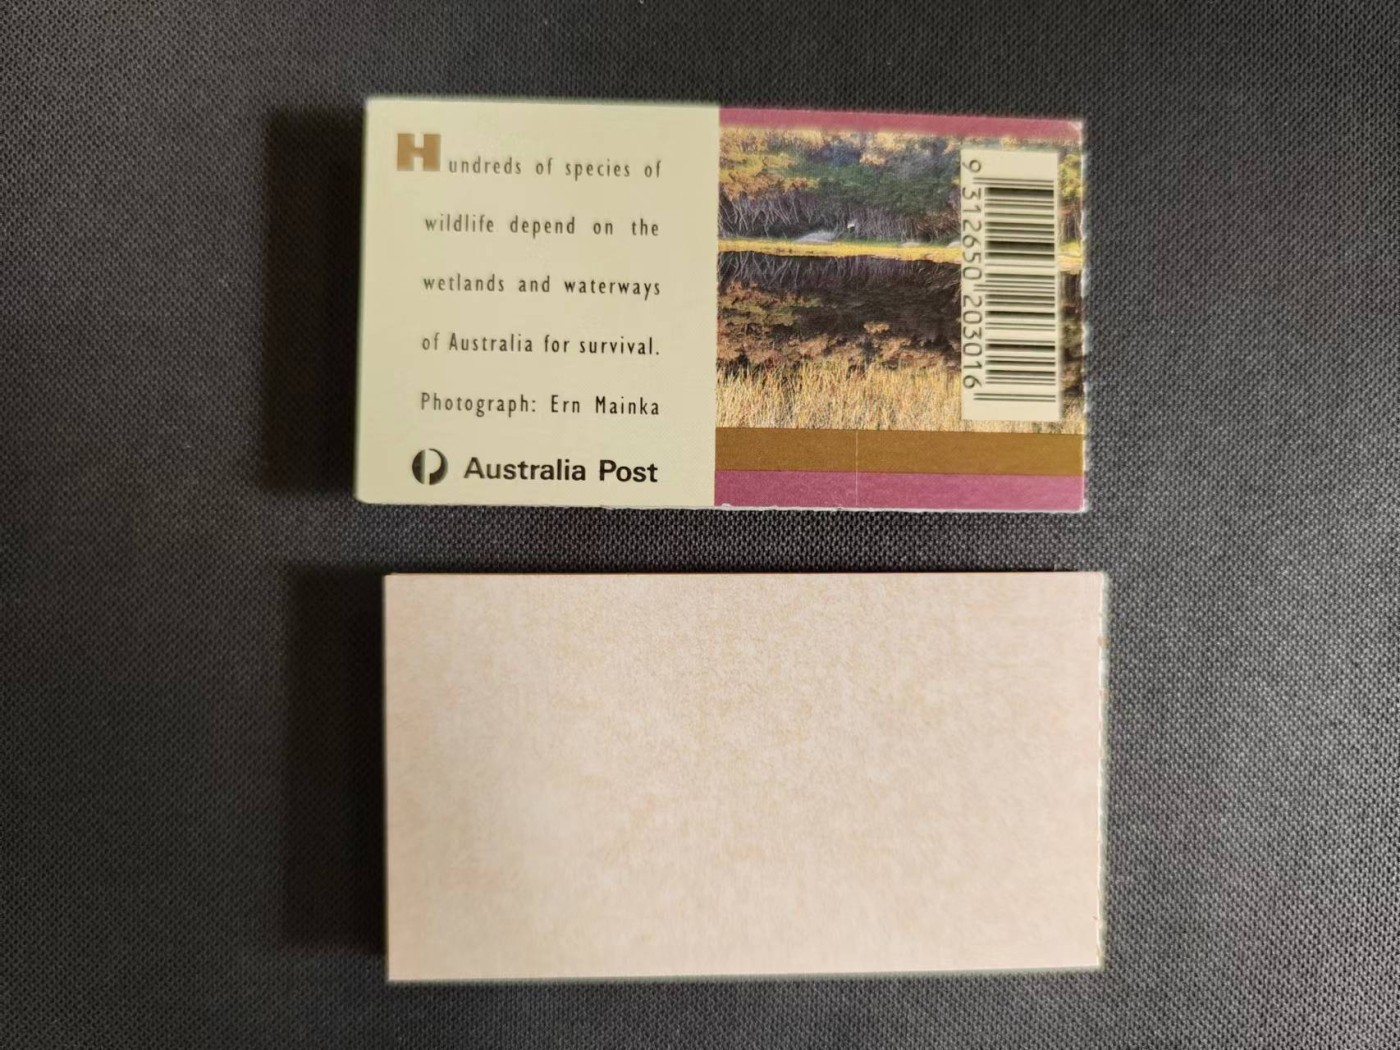 Hundreds of species of
wildlife depend on the
wetlands and waterways
of Australia for survival.
Photograph: Ern Mainka
Australia Post
9 312650 203016